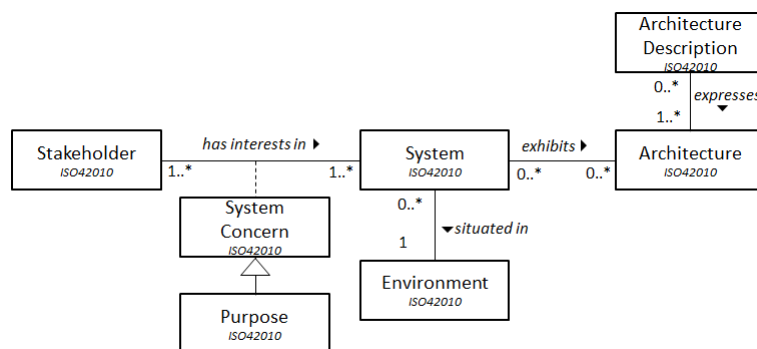 Architecture
Description
ISO42010
0..*
expresses
1..*
Stakeholder
ISO42010
has interests in
1..*
1..*
System
ISO42010
exhibits
0..*
0..*
Architecture
ISO42010
System
Concern
ISO42010
0..*
situated in
1
Environment
ISO42010
Purpose
ISO42010